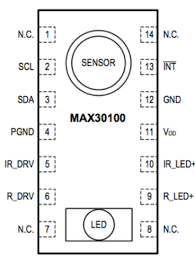 N.C. 1 14 N.C.
SENSOR
SCL 2 13 INT
SDA 3 12 GND
MAX30100
PGND 4 11 VDD
IR_DRV 5 10 IR_LED+
R_DRV 6 9 R_LED+
LED
N.C. 7 8 N.C.